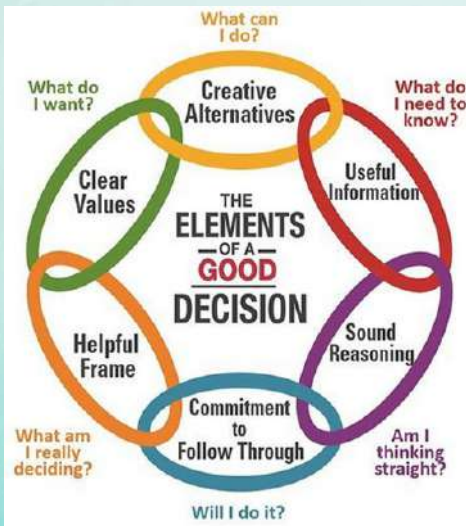 What can
I do?
Creative
Alternatives
What do
I want?
Clear
Values
What do
I need to
know?
Useful
Information
THE
ELEMENTS
OF A
GOOD
DECISION
Helpful
Frame
What am
I really
deciding?
Sound
Reasoning
Am I
thinking
straight?
Commitment
to
Follow Through
Will I do it?